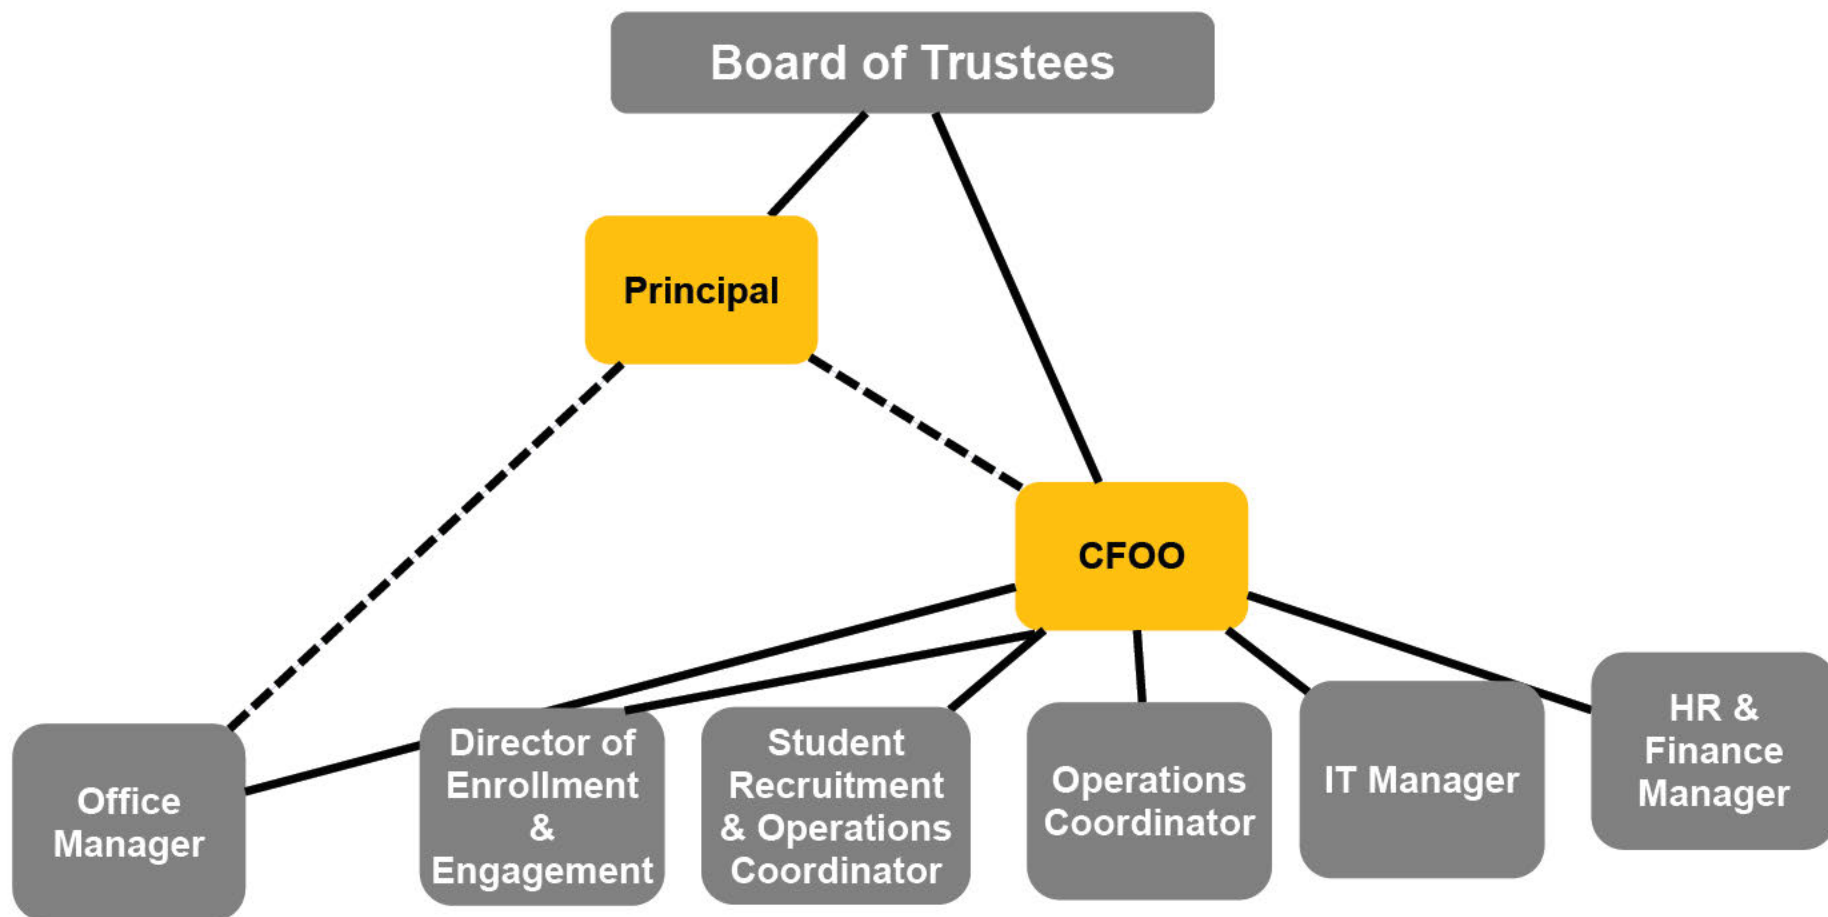 Board of Trustees
Principal
CFOO
Office
Manager
Director of
Enrollment
&
Engagement
Student
Recruitment
& Operations
Coordinator
Operations
Coordinator
IT Manager
HR &
Finance
Manager